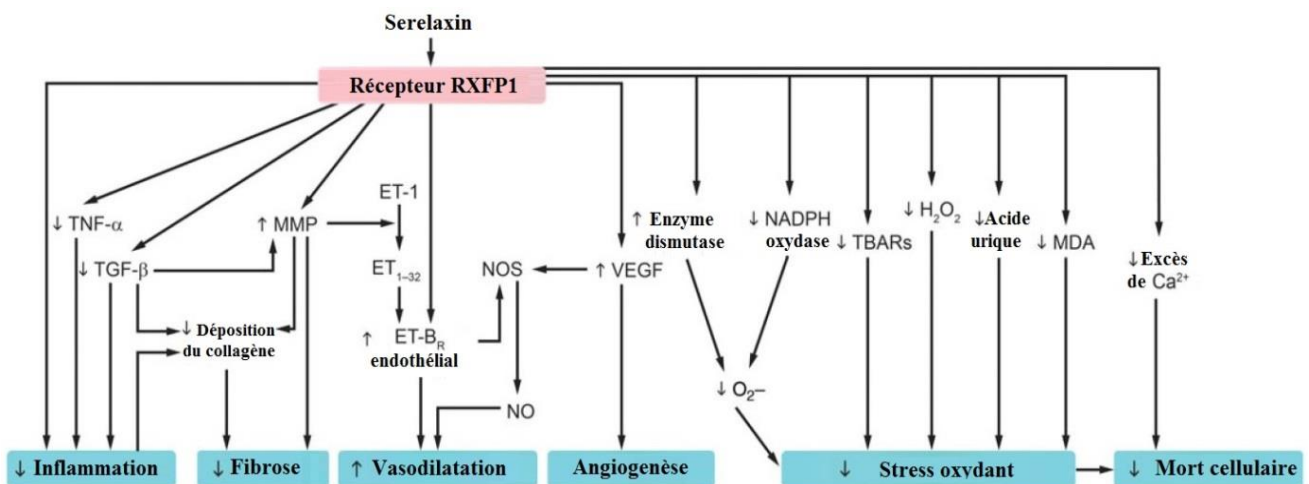 Serelaxin
Récepteur RXFP1
ET-1
↓ TNF-α
↑ MMP
↑ Enzyme
dismutase
↓ NADPH
oxydase
↓ TBARs
↓ H₂O₂
↓Acide
urique
↓ MDA
↓ TGF-β
ET₁₋₃₂
NOS
↑ VEGF
↓Excès
de Ca²⁺
↓ Déposition
du collagène
↑ ET-B_R
endothélial
↓ O₂–
NO
↓ Inflammation
↓ Fibrose
↑ Vasodilatation
Angiogenèse
↓ Stress oxydant
↓ Mort cellulaire